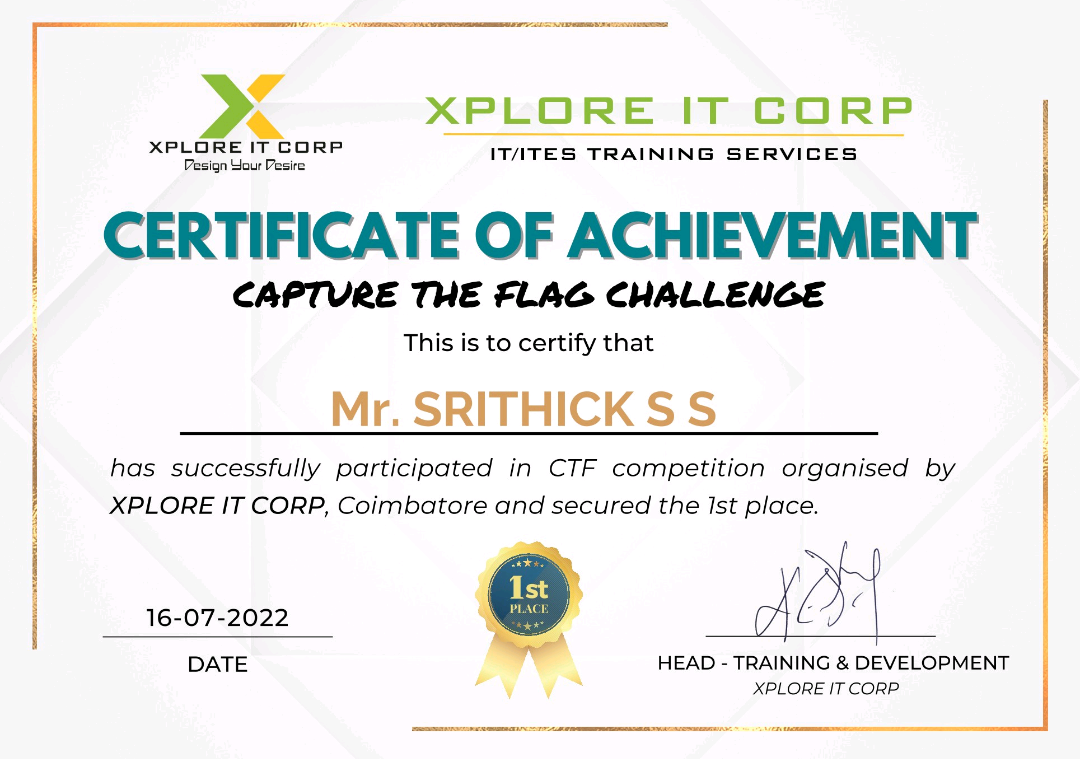 XPLORE IT CORP
Design Your Desire
XPLORE IT CORP
IT/ITES TRAINING SERVICES
CERTIFICATE OF ACHIEVEMENT
CAPTURE THE FLAG CHALLENGE
This is to certify that
Mr. SRITHICK S S
has successfully participated in CTF competition organised by
XPLORE IT CORP, Coimbatore and secured the 1st place.
1st
PLACE
16-07-2022
DATE
HEAD - TRAINING & DEVELOPMENT
XPLORE IT CORP